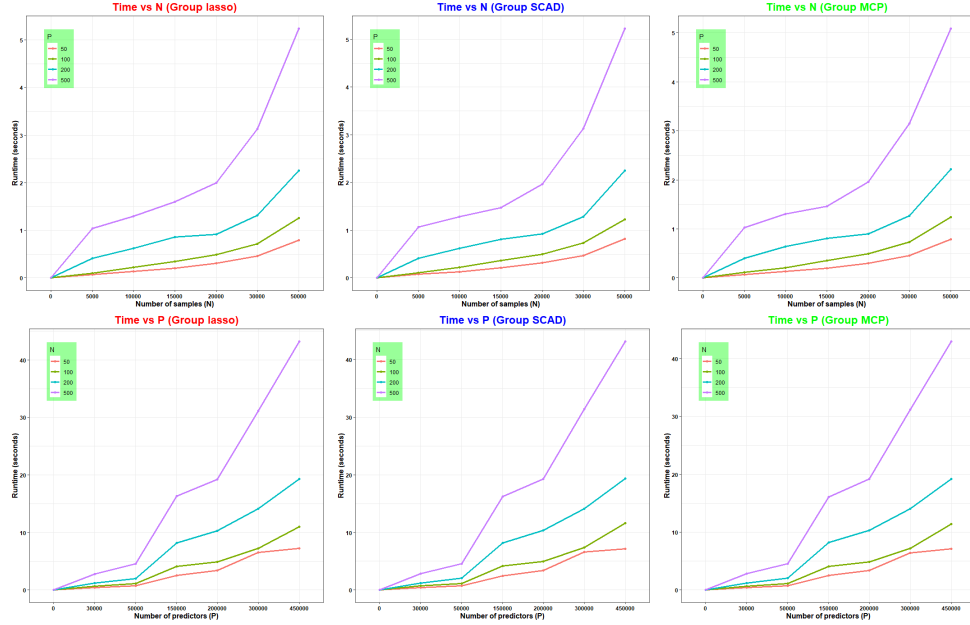 Time vs N (Group lasso)
Runtime (seconds)
5
4
3
2
1
0
P
50
100
200
500
0 5000 10000 15000 20000 30000 50000
Number of samples (N)
Time vs N (Group SCAD)
Runtime (seconds)
5
4
3
2
1
0
P
50
100
200
500
0 5000 10000 15000 20000 30000 50000
Number of samples (N)
Time vs N (Group MCP)
Runtime (seconds)
5
4
3
2
1
0
P
50
100
200
500
0 5000 10000 15000 20000 30000 50000
Number of samples (N)
Time vs P (Group lasso)
Runtime (seconds)
40
30
20
10
0
N
50
100
200
500
0 30000 50000 150000 200000 300000 450000
Number of predictors (P)
Time vs P (Group SCAD)
Runtime (seconds)
40
30
20
10
0
N
50
100
200
500
0 30000 50000 150000 200000 300000 450000
Number of predictors (P)
Time vs P (Group MCP)
Runtime (seconds)
40
30
20
10
0
N
50
100
200
500
0 30000 50000 150000 200000 300000 450000
Number of predictors (P)